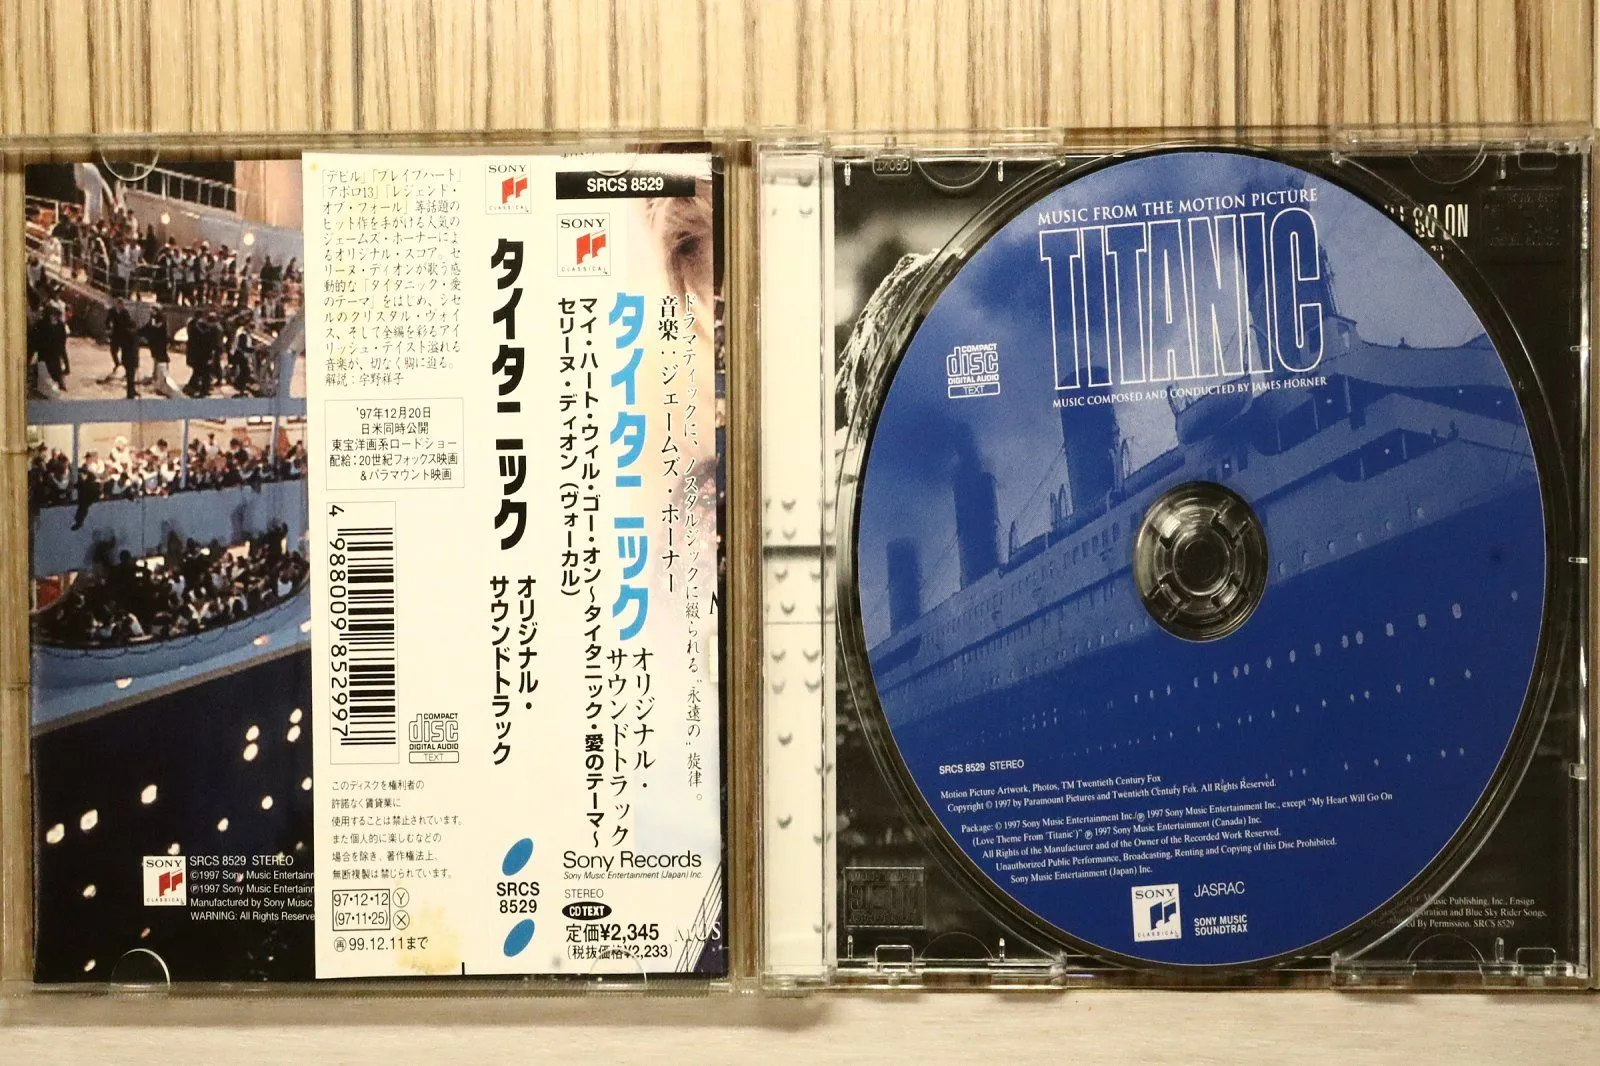 「デビル」「ブレイブハート」
「アポロ13」「レジェンド・
オブ・フォール」等話題の
ヒット作を手がける人気の
ジェームズ・ホーナーによ
るオリジナル・スコア。セ
リーヌ・ディオンが歌う感
動的な「タイタニック・愛
のテーマ」をはじめ、シセ
ルのクリスタル・ヴォイ
ス、そして全編を彩るアイ
リッシュ・テイスト溢れる
音楽が、切なく胸に迫る。
解説：宇野祥子
'97年12月20日
日米同時公開
東宝洋画系ロードショー
配給：20世紀フォックス映画
＆パラマウント映画
4 988009 852997
COMPACT
disc
DIGITAL AUDIO
TEXT
このディスクを権利者の
許諾なく賃貸業に
使用することは禁止されています。
また個人的に楽しむなどの
場合を除き、著作権法上、
無断複製は禁じられています。
97・12・12 Ⓨ
(97・11・25) Ⓧ
再 99.12.11まで
SONY
CLASSICAL
タイタニック
オリジナル・
サウンドトラック
SRCS
8529
SRCS 8529
SONY
CLASSICAL
ドラマティックに、ノスタルジックに綴られる“永遠の”旋律。
音楽：ジェームズ・ホーナー
タイタニック
オリジナル・
サウンドトラック
マイ・ハート・ウィル・ゴー・オン～タイタニック・愛のテーマ～
セリーヌ・ディオン（ヴォーカル）
Sony Records
Sony Music Entertainment (Japan) Inc.
STEREO
CD TEXT
定価¥2,345
(税抜価格¥2,233)
SONY
CLASSICAL
SRCS 8529 STEREO
©1997 Sony Music Entertainm
℗1997 Sony Music Entertainm
Manufactured by Sony Music
WARNING: All Rights Reserve
MUSIC FROM THE MOTION PICTURE
TITANIC
MUSIC COMPOSED AND CONDUCTED BY JAMES HORNER
COMPACT
disc
DIGITAL AUDIO
TEXT
GO ON
SRCS 8529 STEREO
Motion Picture Artwork, Photos, TM Twentieth Century Fox
Copyright © 1997 by Paramount Pictures and Twentieth Century Fox. All Rights Reserved.
Package: © 1997 Sony Music Entertainment Inc./℗ 1997 Sony Music Entertainment Inc., except "My Heart Will Go On
(Love Theme From 'Titanic')" ℗ 1997 Sony Music Entertainment (Canada) Inc.
All Rights of the Manufacturer and of the Owner of the Recorded Work Reserved.
Unauthorized Public Performance, Broadcasting, Renting and Copying of this Disc Prohibited.
Sony Music Entertainment (Japan) Inc.
SONY
CLASSICAL
JASRAC
SONY MUSIC
SOUNDTRAX
Music Publishing, Inc., Ensign
Corporation and Blue Sky Rider Songs.
By Permission. SRCS 8529